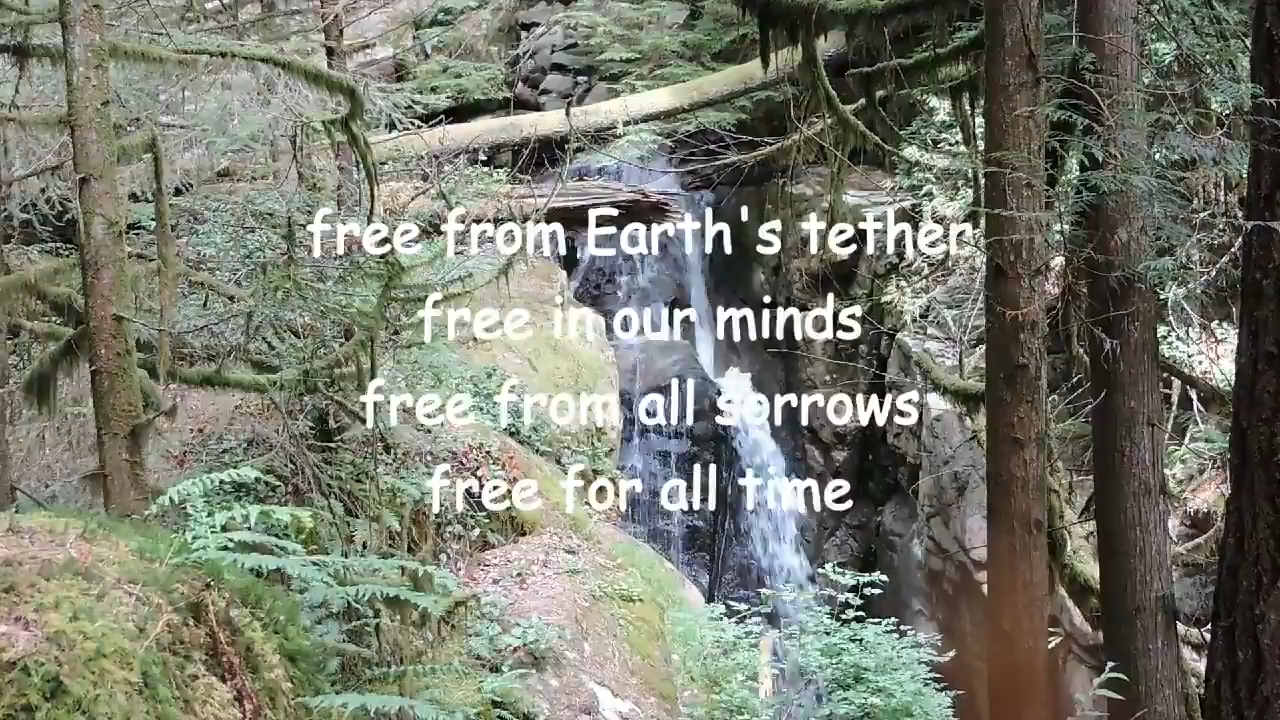 free from Earth's tether
free in our minds
free from all sorrows
free for all time